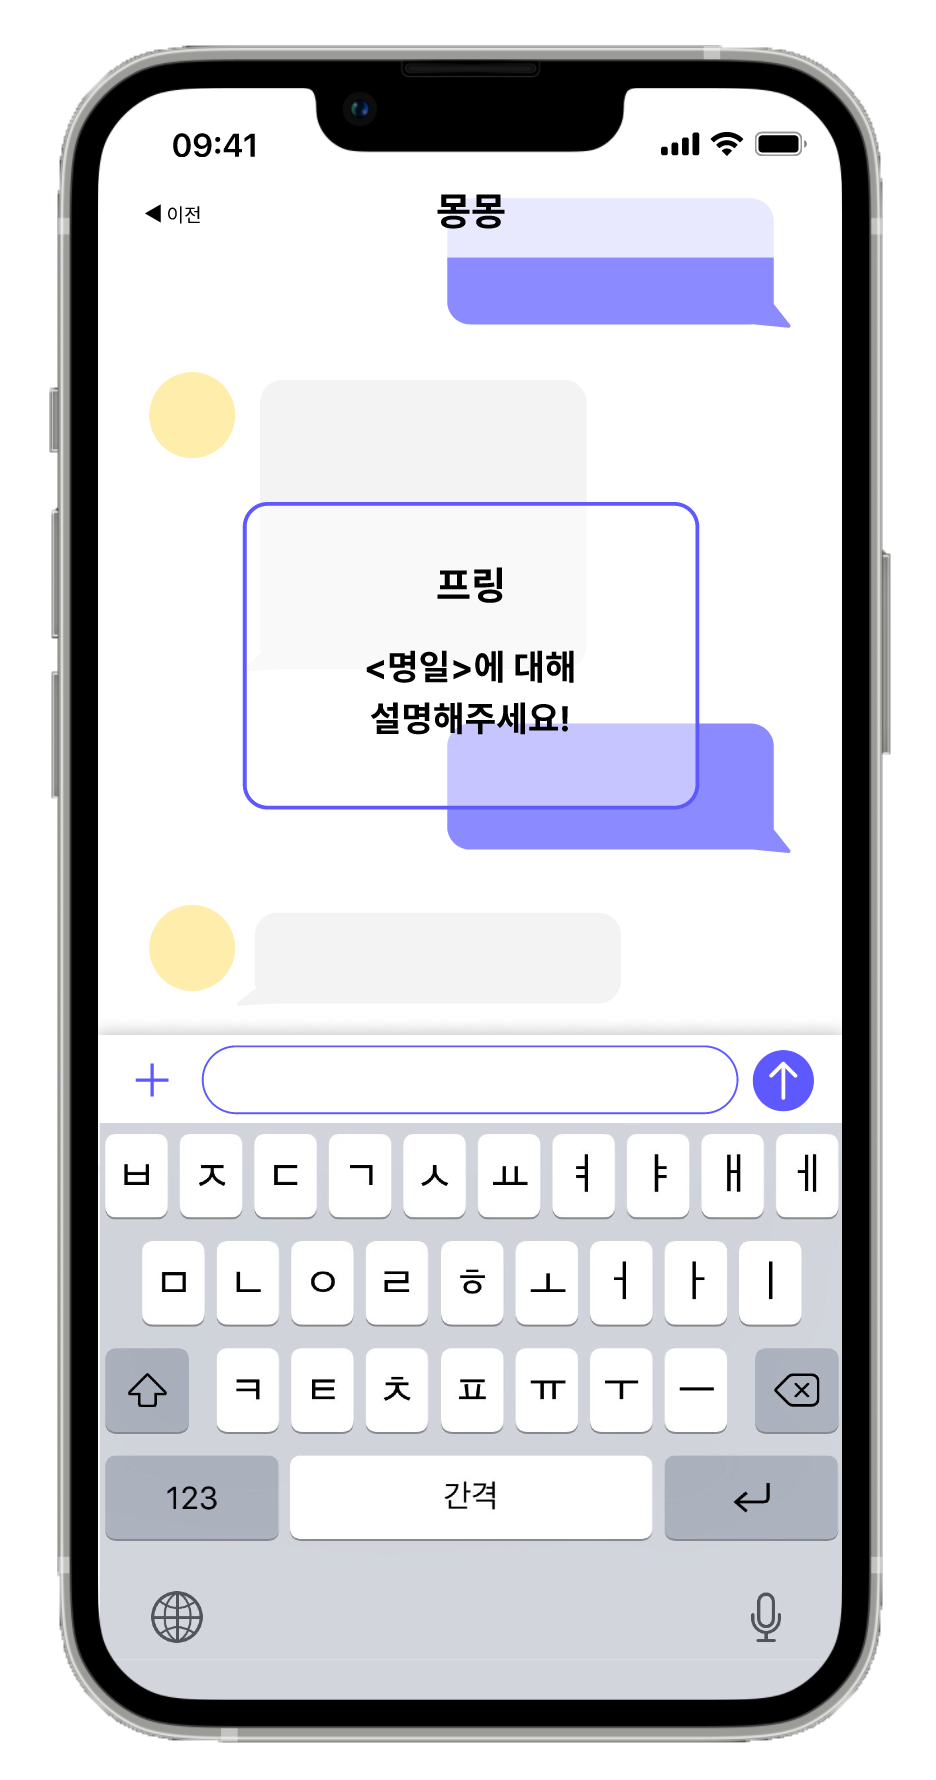 09:41
◀ 이전
몽몽
프링
<명일>에 대해
설명해주세요!
ㅂ ㅈ ㄷ ㄱ ㅅ ㅛ ㅕ ㅑ ㅐ ㅔ
ㅁ ㄴ ㅇ ㄹ ㅎ ㅗ ㅓ ㅏ ㅣ
ㅋ ㅌ ㅊ ㅍ ㅠ ㅜ ㅡ
123 간격